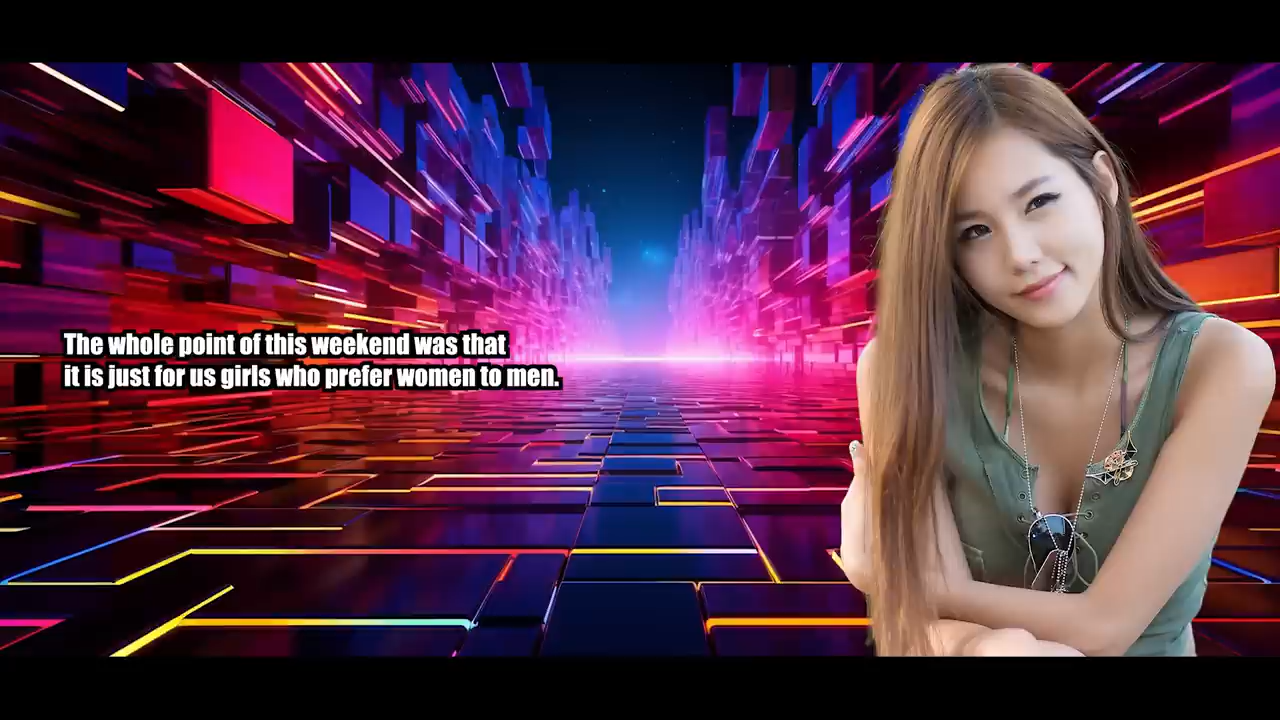 The whole point of this weekend was that
it is just for us girls who prefer women to men.